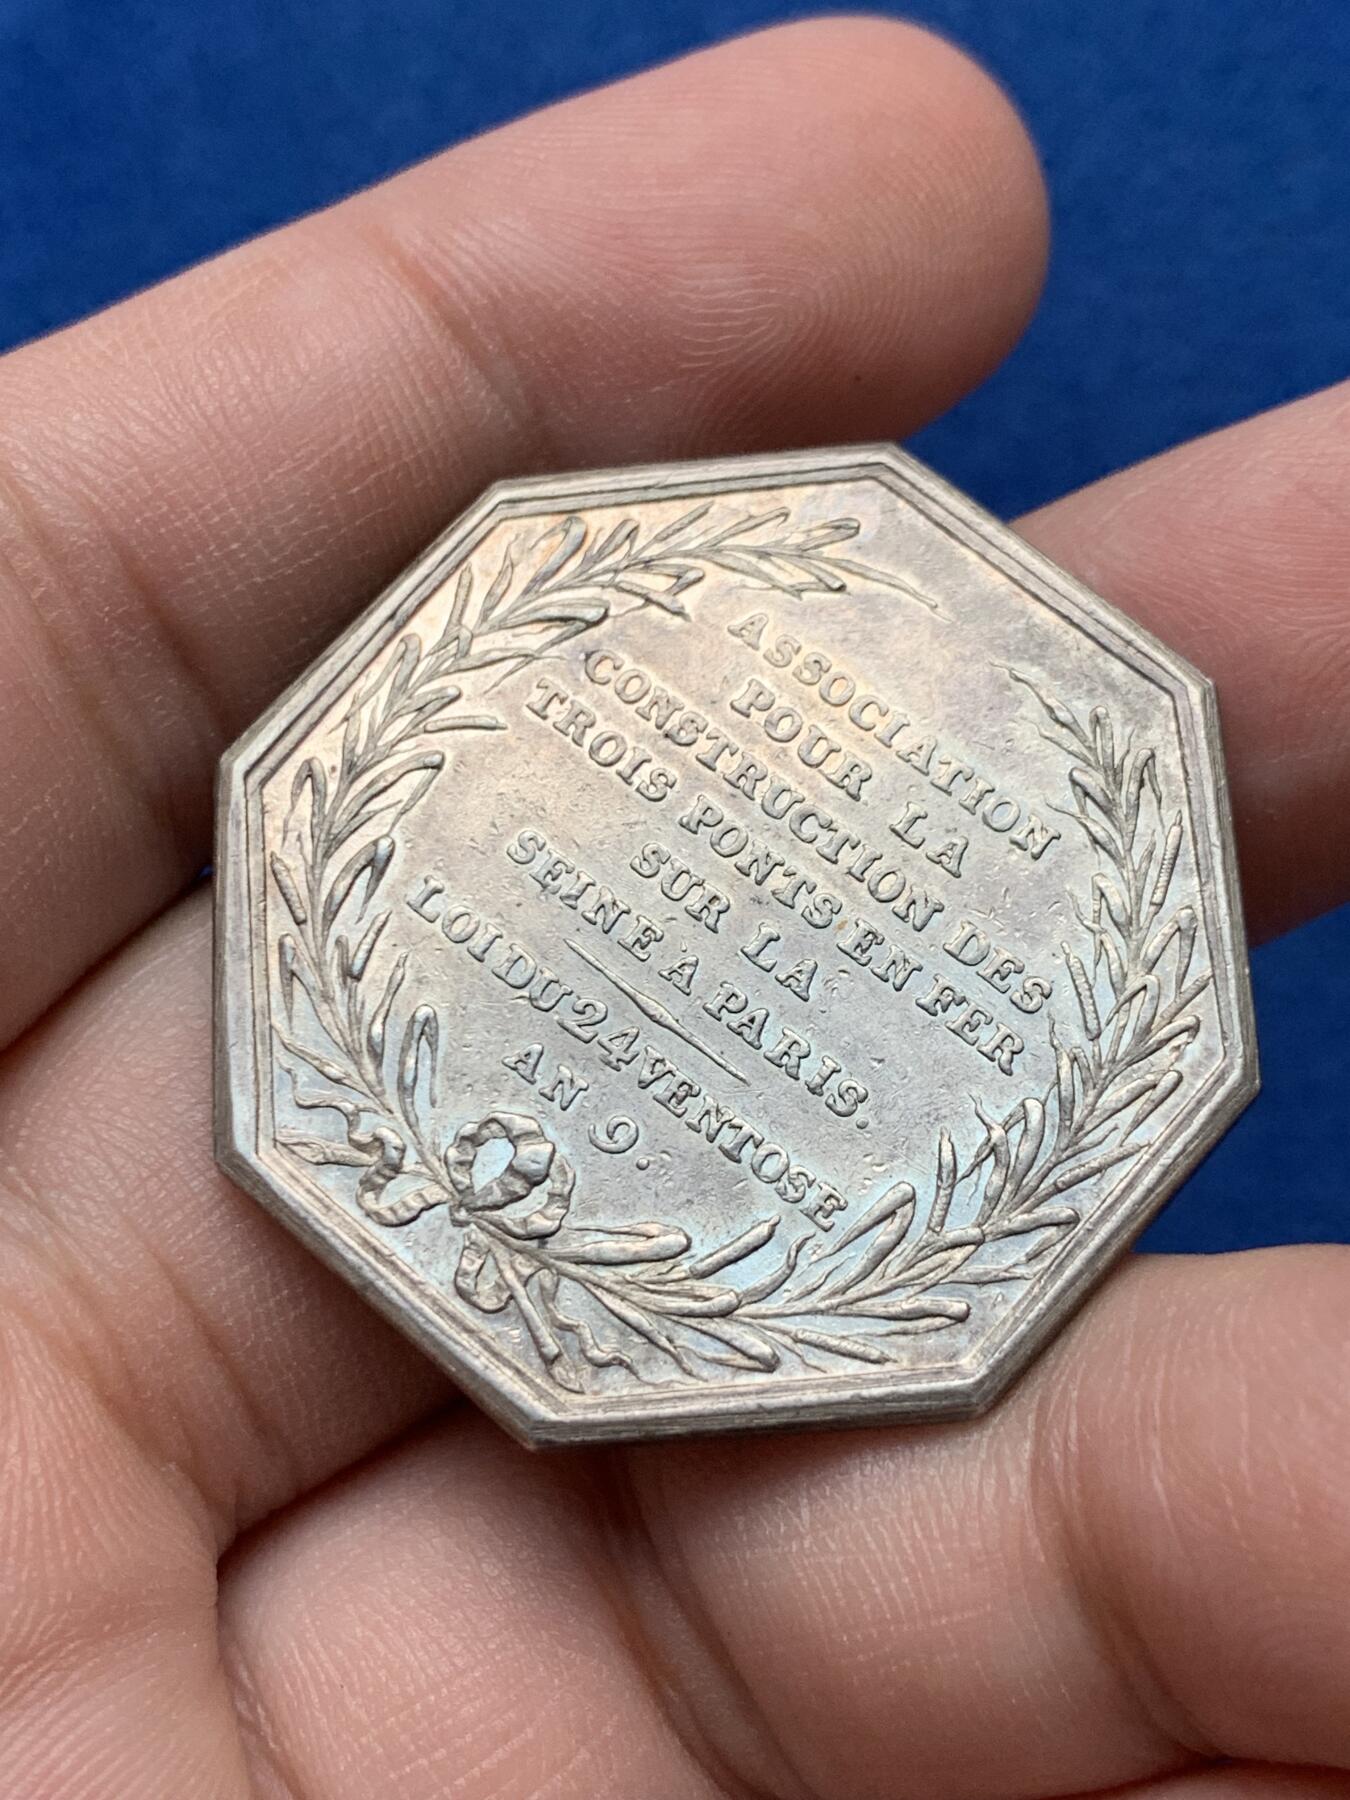 ASSOCIATION
POUR LA
CONSTRUCTION DES
TROIS PONTS EN FER
SUR LA
SEINE A PARIS.
LOI DU 24 VENTOSE
AN 9.